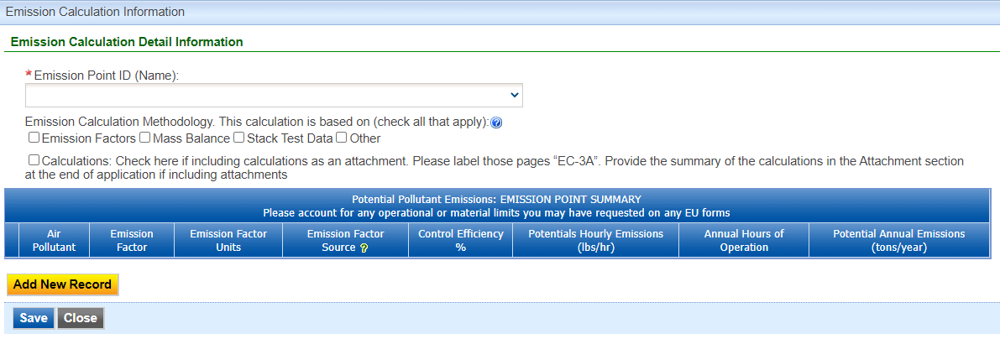 Emission Calculation Information
Emission Calculation Detail Information
* Emission Point ID (Name):
Emission Calculation Methodology. This calculation is based on (check all that apply):?
Emission Factors Mass Balance Stack Test Data Other
Calculations: Check here if including calculations as an attachment. Please label those pages “EC-3A”. Provide the summary of the calculations in the Attachment section
at the end of application if including attachments
Potential Pollutant Emissions: EMISSION POINT SUMMARY
Please account for any operational or material limits you may have requested on any EU forms
Air Pollutant
Emission Factor
Emission Factor Units
Emission Factor Source ?
Control Efficiency %
Potentials Hourly Emissions (lbs/hr)
Annual Hours of Operation
Potential Annual Emissions (tons/year)
Add New Record
Save Close